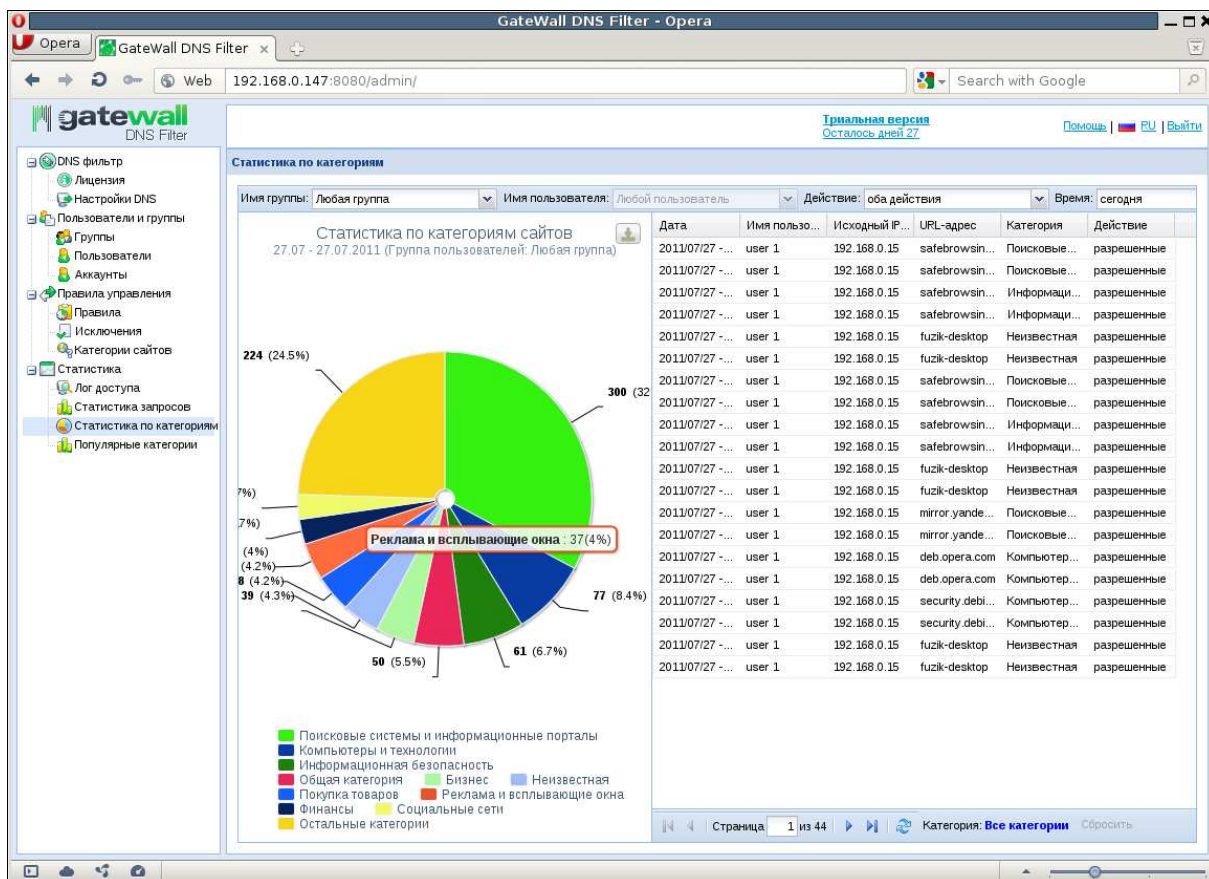 GateWall DNS Filter - Opera
Opera GateWall DNS Filter
Web 192.168.0.147:8080/admin/ Search with Google
gatewall
DNS Filter
Триальная версия
Осталось дней 27
Помощь | RU | Выйти
DNS фильтр
Лицензия
Настройки DNS
Пользователи и группы
Группы
Пользователи
Аккаунты
Правила управления
Правила
Исключения
Категории сайтов
Статистика
Лог доступа
Статистика запросов
Статистика по категориям
Популярные категории
Статистика по категориям
Имя группы: Любая группа Имя пользователя: Любой пользователь Действие: оба действия Время: сегодня
Статистика по категориям сайтов
27.07 - 27.07.2011 (Группа пользователей: Любая группа)
224 (24.5%)
300 (32
7%)
.7%)
Реклама и всплывающие окна : 37(4%)
(4%)
(4.2%)
8 (4.2%)
39 (4.3%)
77 (8.4%)
61 (6.7%)
50 (5.5%)
Поисковые системы и информационные порталы
Компьютеры и технологии
Информационная безопасность
Общая категория Бизнес Неизвестная
Покупка товаров Реклама и всплывающие окна
Финансы Социальные сети
Остальные категории
Дата Имя пользо... Исходный IP... URL-адрес Категория Действие
2011/07/27 -... user 1 192.168.0.15 safebrowsin... Поисковые... разрешенные
2011/07/27 -... user 1 192.168.0.15 safebrowsin... Поисковые... разрешенные
2011/07/27 -... user 1 192.168.0.15 safebrowsin... Информаци... разрешенные
2011/07/27 -... user 1 192.168.0.15 safebrowsin... Информаци... разрешенные
2011/07/27 -... user 1 192.168.0.15 fuzik-desktop Неизвестная разрешенные
2011/07/27 -... user 1 192.168.0.15 fuzik-desktop Неизвестная разрешенные
2011/07/27 -... user 1 192.168.0.15 safebrowsin... Поисковые... разрешенные
2011/07/27 -... user 1 192.168.0.15 safebrowsin... Поисковые... разрешенные
2011/07/27 -... user 1 192.168.0.15 safebrowsin... Информаци... разрешенные
2011/07/27 -... user 1 192.168.0.15 safebrowsin... Информаци... разрешенные
2011/07/27 -... user 1 192.168.0.15 fuzik-desktop Неизвестная разрешенные
2011/07/27 -... user 1 192.168.0.15 fuzik-desktop Неизвестная разрешенные
2011/07/27 -... user 1 192.168.0.15 mirror.yande... Поисковые... разрешенные
2011/07/27 -... user 1 192.168.0.15 mirror.yande... Поисковые... разрешенные
2011/07/27 -... user 1 192.168.0.15 deb.opera.com Компьютер... разрешенные
2011/07/27 -... user 1 192.168.0.15 deb.opera.com Компьютер... разрешенные
2011/07/27 -... user 1 192.168.0.15 security.debi... Компьютер... разрешенные
2011/07/27 -... user 1 192.168.0.15 security.debi... Компьютер... разрешенные
2011/07/27 -... user 1 192.168.0.15 fuzik-desktop Неизвестная разрешенные
2011/07/27 -... user 1 192.168.0.15 fuzik-desktop Неизвестная разрешенные
Страница 1 из 44 Категория: Все категории Сбросить